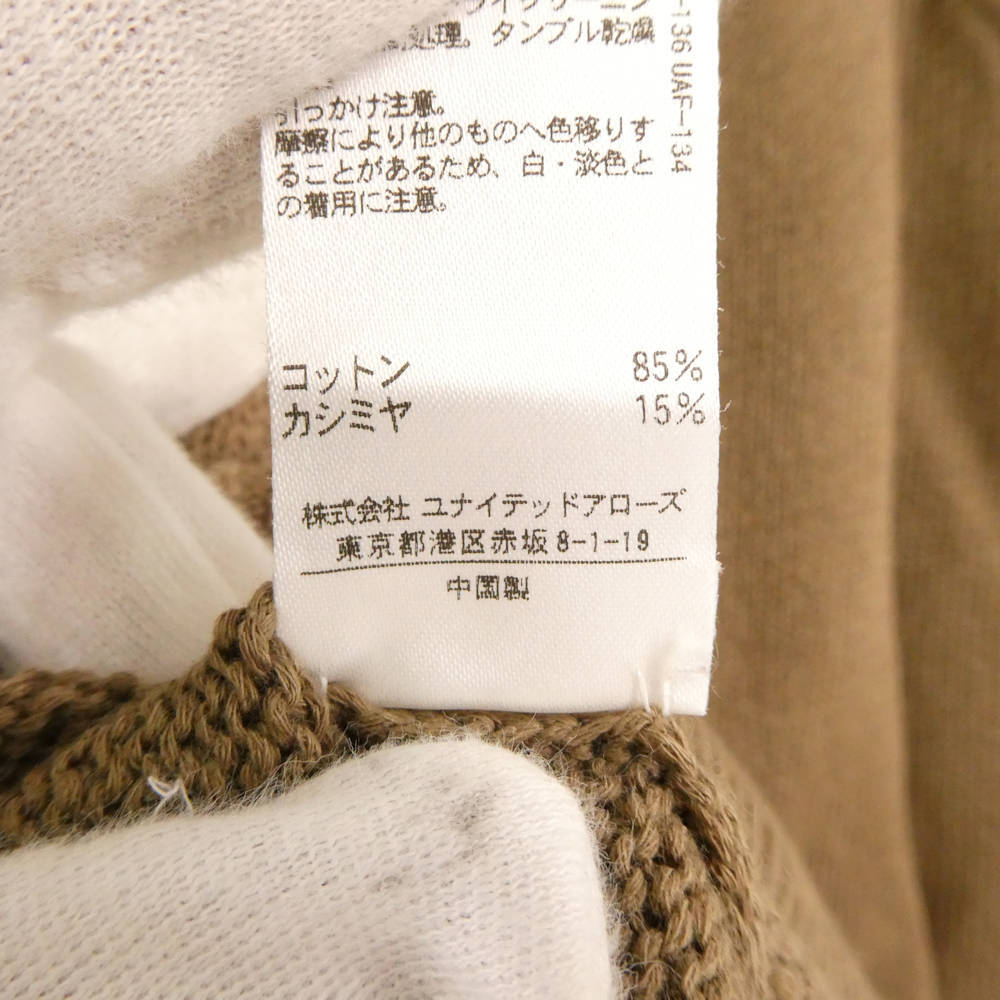 処理。タンブル乾燥
引っかけ注意。
摩擦により他のものへ色移りす
ることがあるため、白・淡色と
の着用に注意。
コットン 85%
カシミヤ 15%
株式会社 ユナイテッドアローズ
東京都港区赤坂 8-1-19
中国製
-136 UAF-134